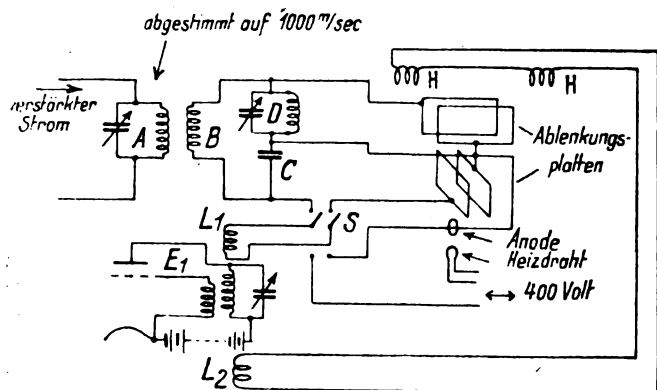 abgestimmt auf 1000 m/sec
verstärkter
Strom
A
B
D
C
H
H
Ablenkungs-
platten
L1
S
E1
Anode
Heizdraht
400 Volt
L2